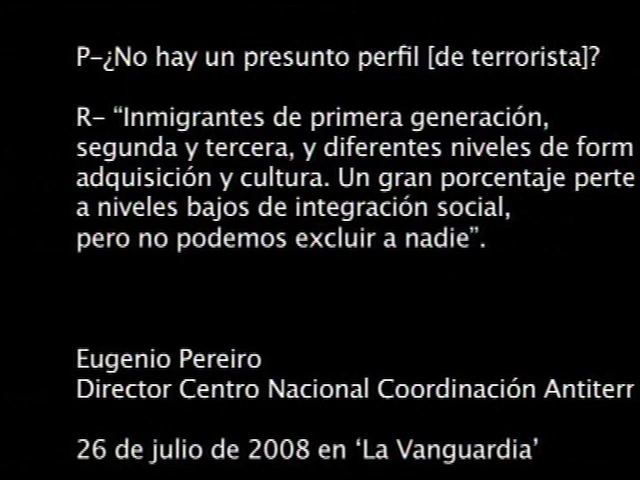 P-¿No hay un presunto perfil [de terrorista]?
R- “Inmigrantes de primera generación,
segunda y tercera, y diferentes niveles de form
adquisición y cultura. Un gran porcentaje perte
a niveles bajos de integración social,
pero no podemos excluir a nadie”.
Eugenio Pereiro
Director Centro Nacional Coordinación Antiterr
26 de julio de 2008 en ‘La Vanguardia’